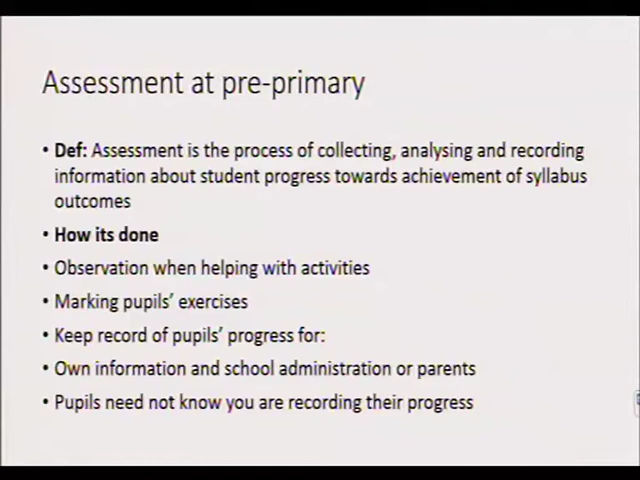 Assessment at pre-primary
• Def: Assessment is the process of collecting, analysing and recording
information about student progress towards achievement of syllabus
outcomes
• How its done
• Observation when helping with activities
• Marking pupils’ exercises
• Keep record of pupils’ progress for:
• Own information and school administration or parents
• Pupils need not know you are recording their progress